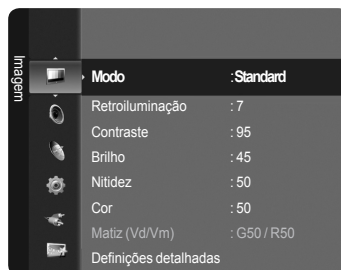 Imagem
Modo :Standard
Retroiluminação : 7
Contraste : 95
Brilho : 45
Nitidez : 50
Cor : 50
Matiz (Vd/Vm) : G50 / R50
Definições detalhadas